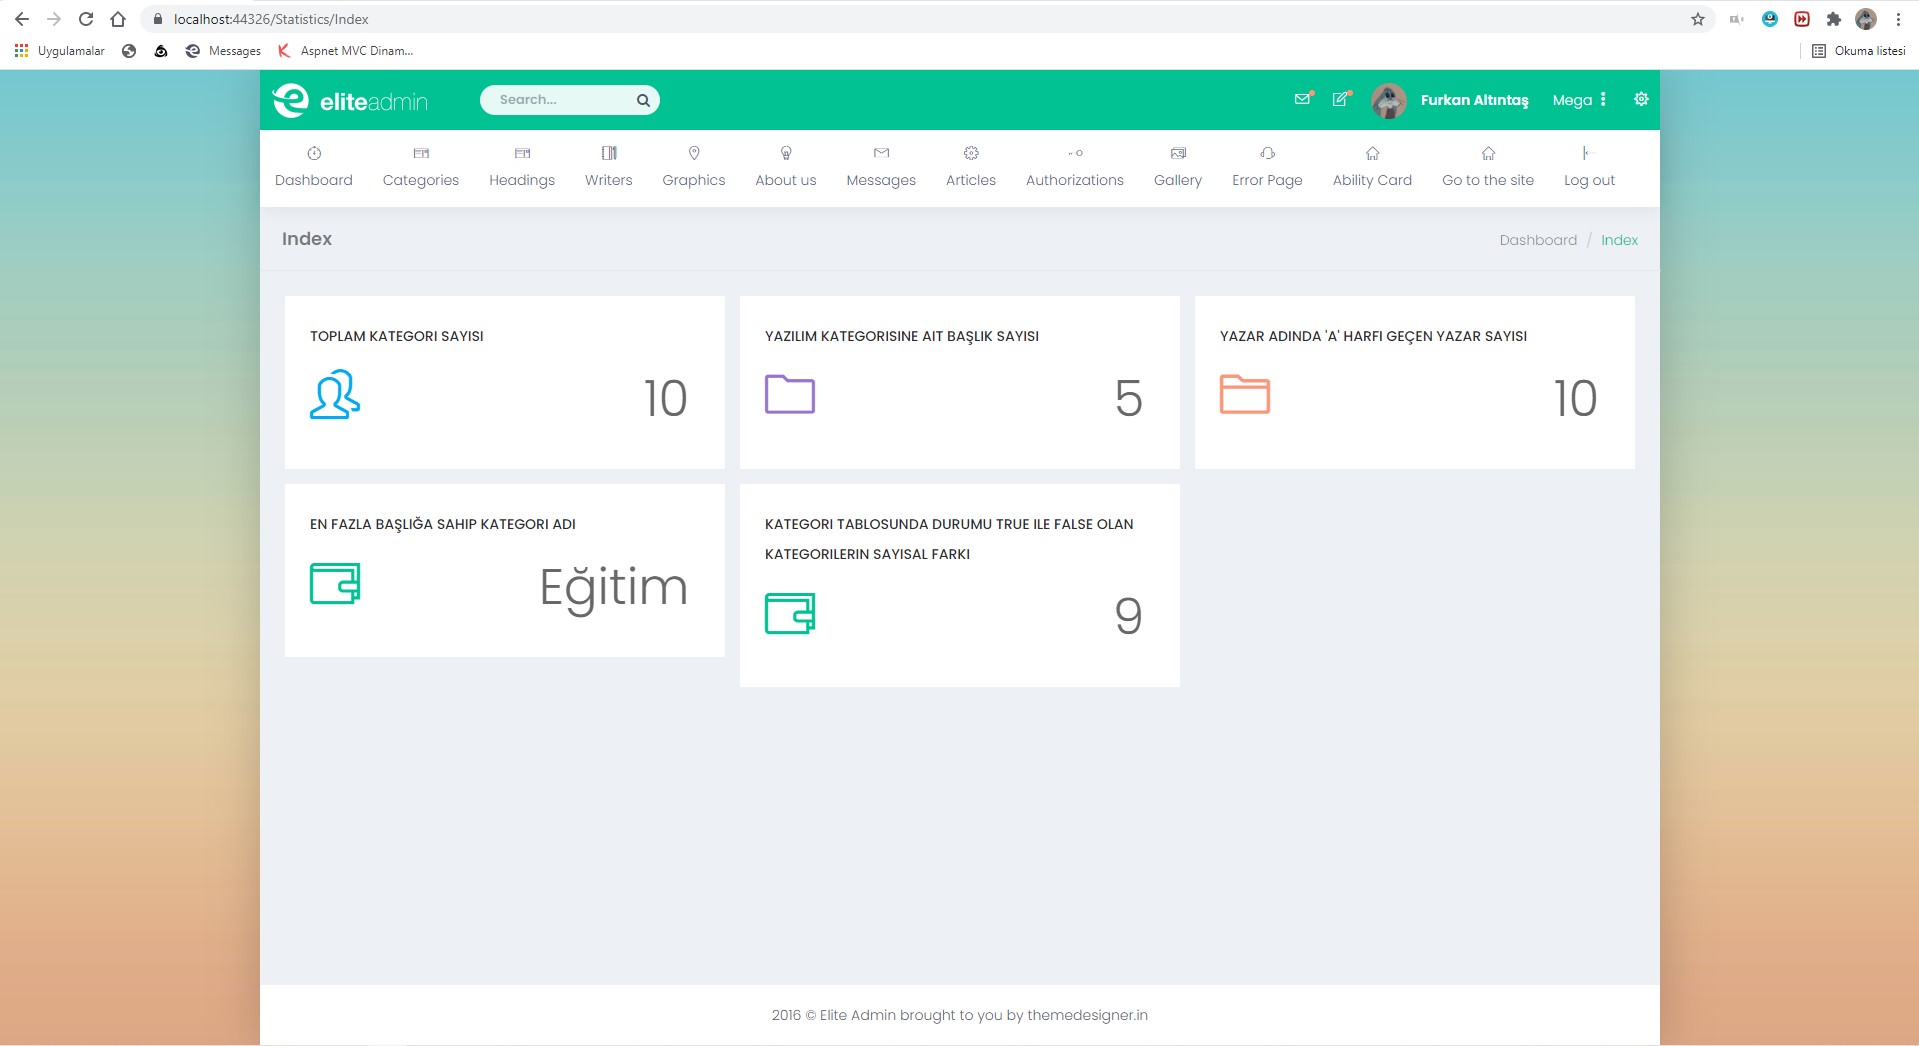 localhost:44326/Statistics/Index
Uygulamalar Messages Aspnet MVC Dinam... Okuma listesi
eliteadmin Search... Furkan Altıntaş Mega
Dashboard Categories Headings Writers Graphics About us Messages Articles Authorizations Gallery Error Page Ability Card Go to the site Log out
Index Dashboard / Index
TOPLAM KATEGORI SAYISI
10
YAZILIM KATEGORISINE AIT BAŞLIK SAYISI
5
YAZAR ADINDA 'A' HARFI GEÇEN YAZAR SAYISI
10
EN FAZLA BAŞLIĞA SAHIP KATEGORI ADI
Eğitim
KATEGORI TABLOSUNDA DURUMU TRUE ILE FALSE OLAN
KATEGORILERIN SAYISAL FARKI
9
2016 © Elite Admin brought to you by themedesigner.in